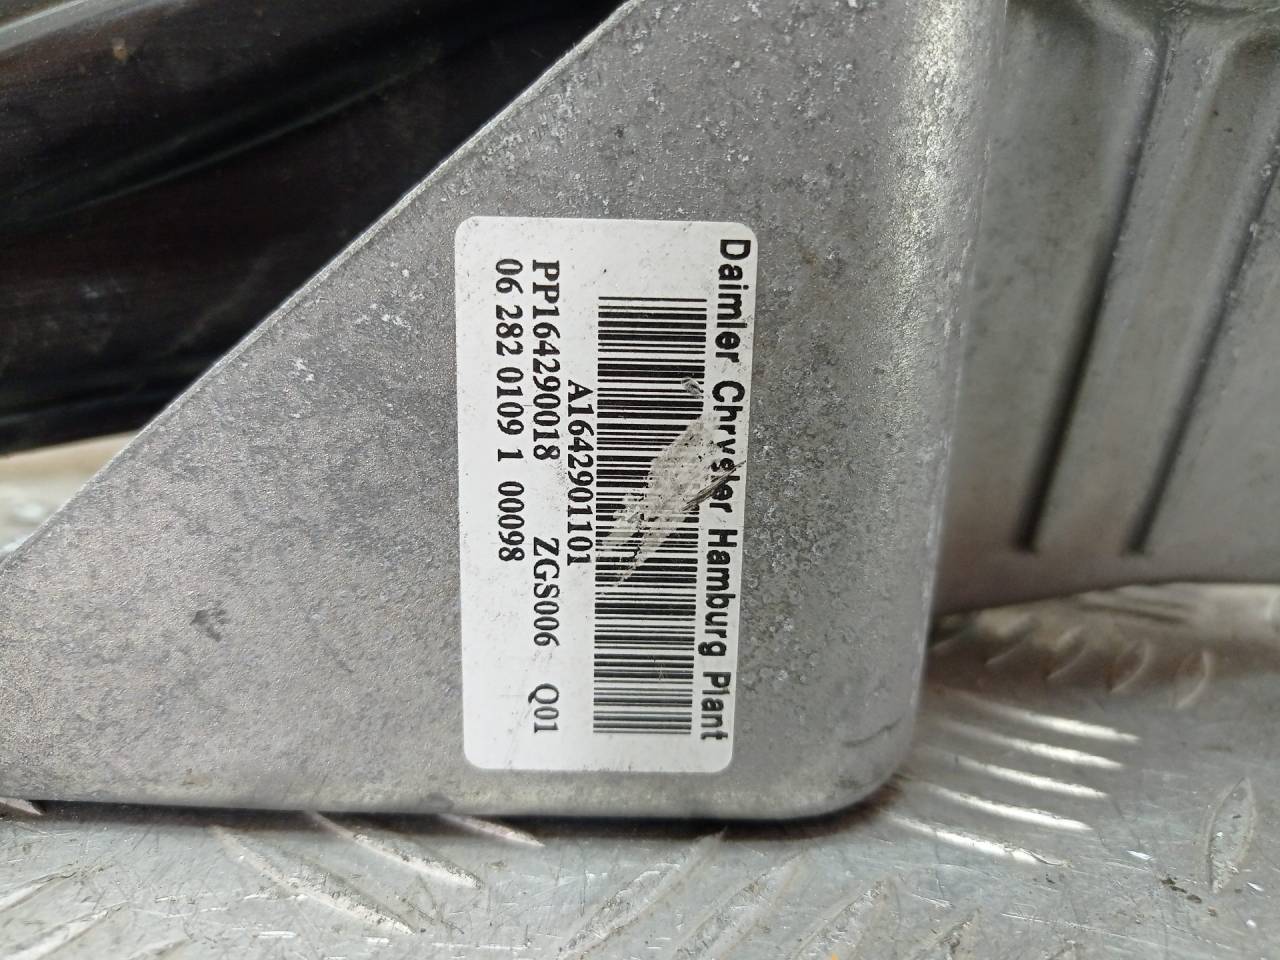 Daimler Chrysler Hamburg Plant
A1642901101
PP164290018 ZGS006 Q01
06 282 0109 1 00098